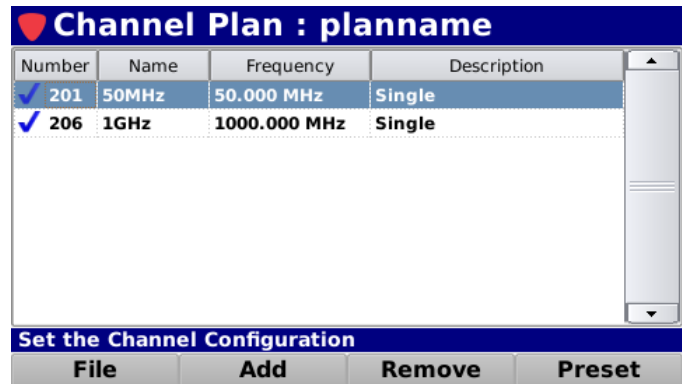 Channel Plan : planname
Number Name Frequency Description
201 50MHz 50.000 MHz Single
206 1GHz 1000.000 MHz Single
Set the Channel Configuration
File Add Remove Preset